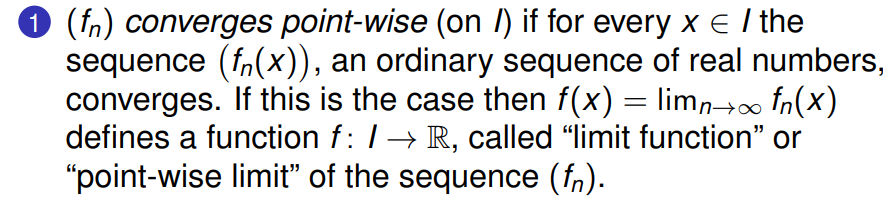 1 (fₙ) converges point-wise (on I) if for every x ∈ I the
sequence (fₙ(x)), an ordinary sequence of real numbers,
converges. If this is the case then f(x) = limₙ→∞ fₙ(x)
defines a function f: I → ℝ, called “limit function” or
“point-wise limit” of the sequence (fₙ).